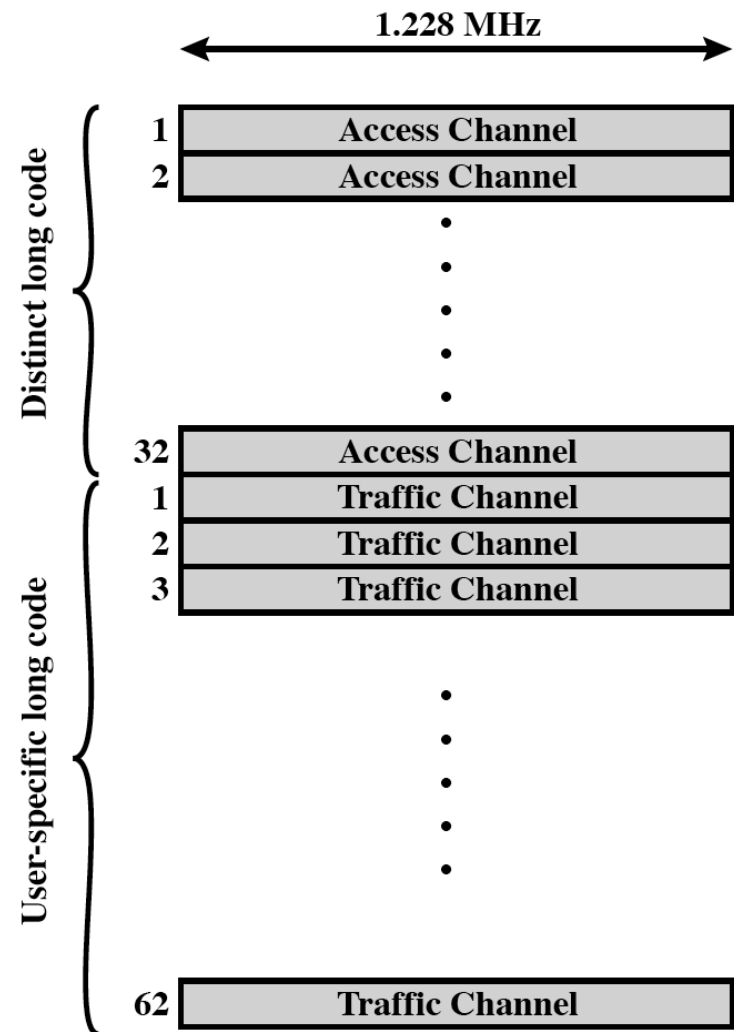 1.228 MHz
Distinct long code
1 Access Channel
2 Access Channel
32 Access Channel
User-specific long code
1 Traffic Channel
2 Traffic Channel
3 Traffic Channel
62 Traffic Channel